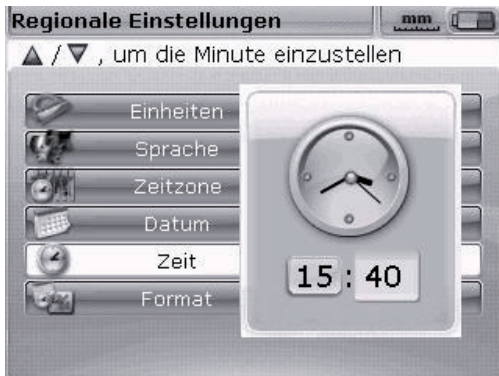 Regionale Einstellungen
mm
▲ / ▼ , um die Minute einzustellen
Einheiten
Sprache
Zeitzone
Datum
Zeit
15 : 40
Format